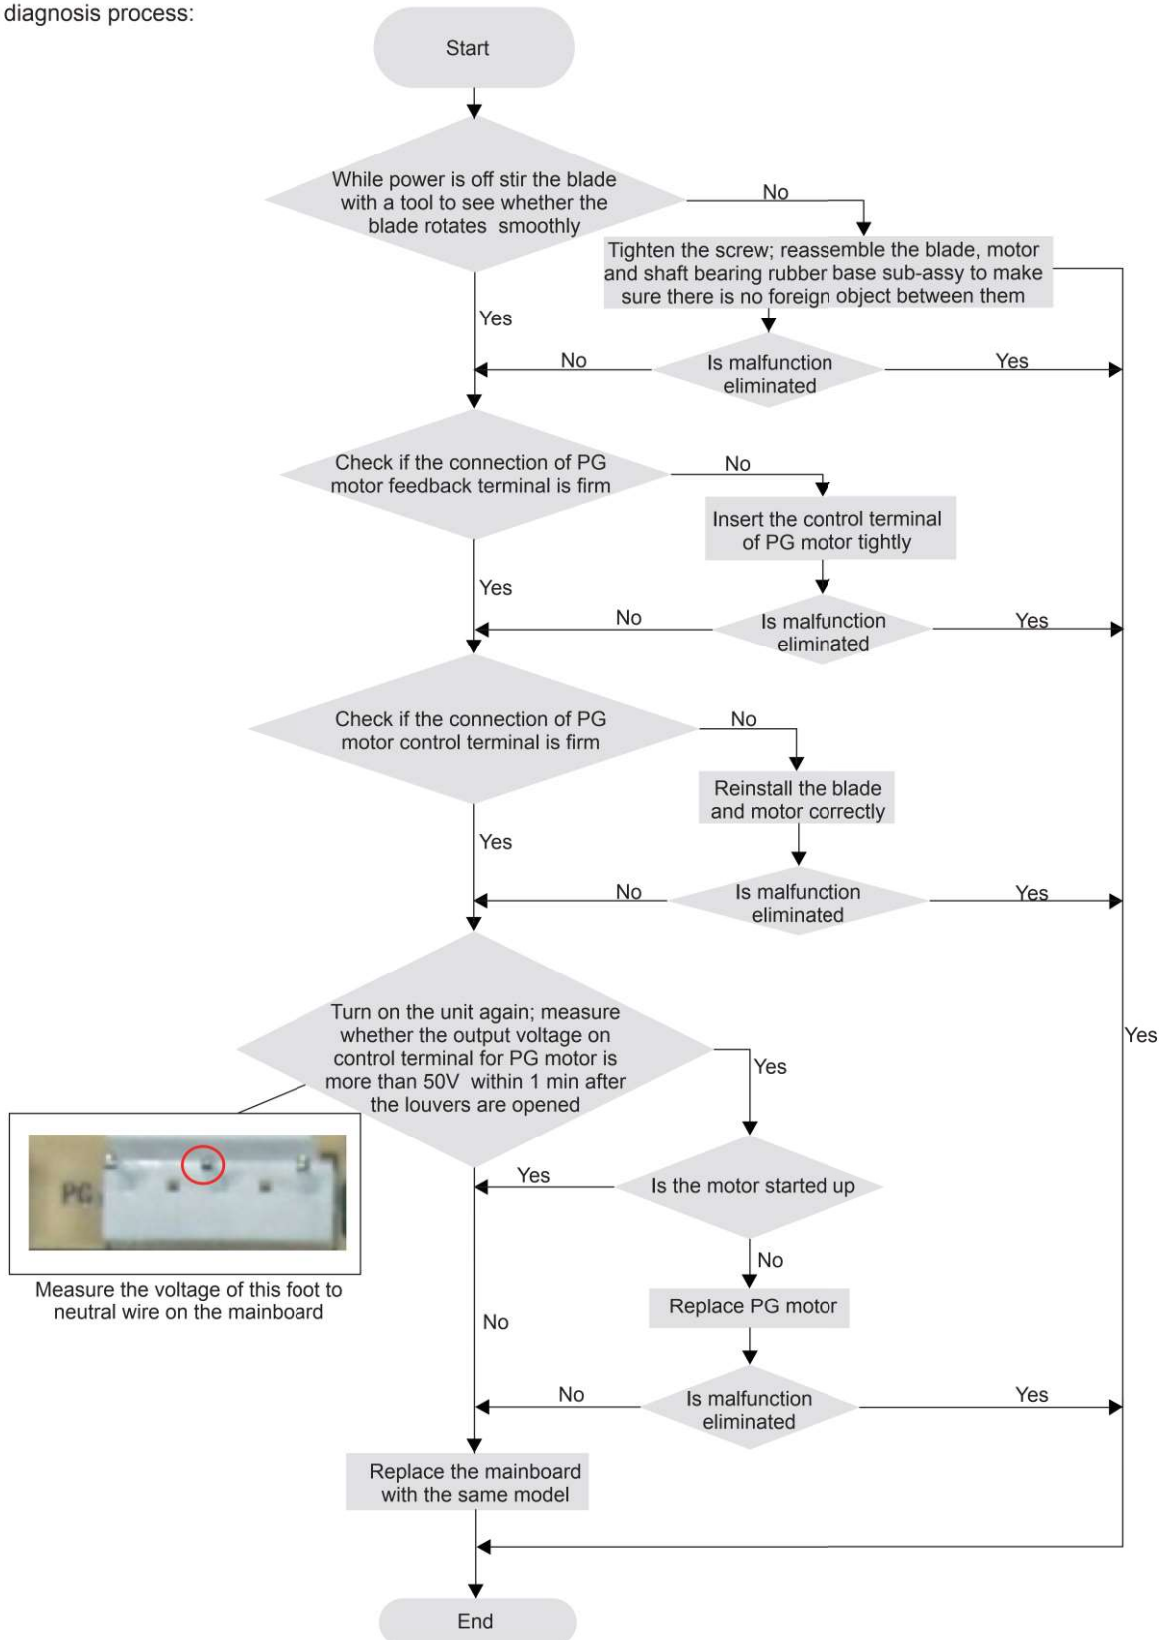 diagnosis process:
Start
While power is off stir the blade
with a tool to see whether the
blade rotates smoothly
No
Tighten the screw; reassemble the blade, motor
and shaft bearing rubber base sub-assy to make
sure there is no foreign object between them
Yes
No
Is malfunction
eliminated
Yes
Check if the connection of PG
motor feedback terminal is firm
No
Insert the control terminal
of PG motor tightly
Yes
No
Is malfunction
eliminated
Yes
Check if the connection of PG
motor control terminal is firm
No
Reinstall the blade
and motor correctly
Yes
No
Is malfunction
eliminated
Yes
Turn on the unit again; measure
whether the output voltage on
control terminal for PG motor is
more than 50V within 1 min after
the louvers are opened
Yes
Yes
PG
Yes
Is the motor started up
Measure the voltage of this foot to
neutral wire on the mainboard
No
No
Replace PG motor
No
Is malfunction
eliminated
Yes
Replace the mainboard
with the same model
End